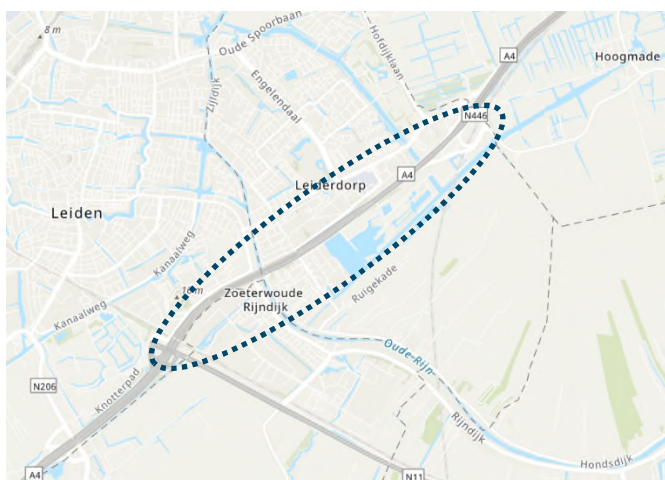 8 m
Oude Spoorbaan
Hofdijklaan
A4
Hoogmade
Zijldijk
Engelendaal
N446
Leiderdorp
A4
Leiden
Kanaalweg
16 m
Zoeterwoude
Rijndijk
Ruigekade
Kanaalweg
Oude-Rijn
Knotterpad
N206
Rijndijk
Hondsdijk
A4
N11